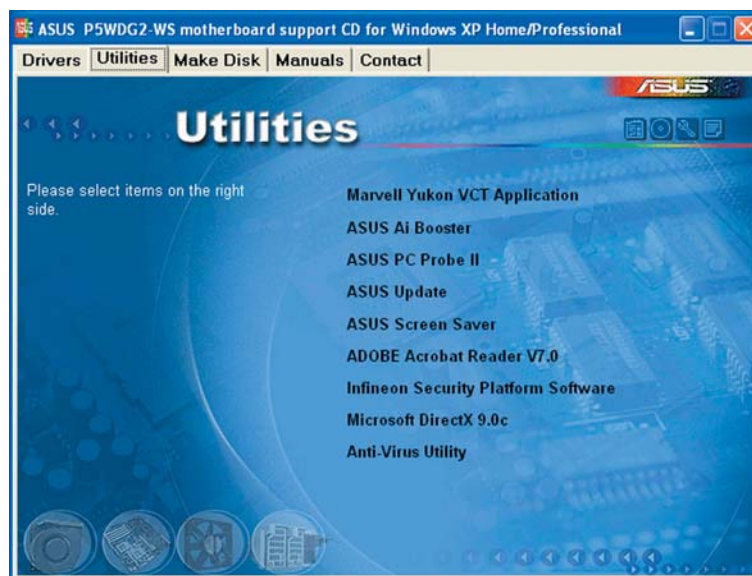 ASUS P5WDG2-WS motherboard support CD for Windows XP Home/Professional
Drivers Utilities Make Disk Manuals Contact
ASUS
Utilities
Please select items on the right
side.
Marvell Yukon VCT Application
ASUS Ai Booster
ASUS PC Probe II
ASUS Update
ASUS Screen Saver
ADOBE Acrobat Reader V7.0
Infineon Security Platform Software
Microsoft DirectX 9.0c
Anti-Virus Utility